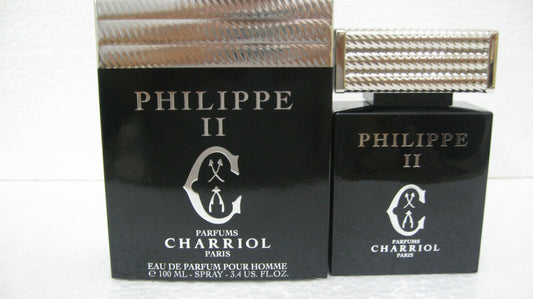 PHILIPPE
II
C
PARFUMS
CHARRIOL
PARIS
EAU DE PARFUM POUR HOMME
℮ 100 ML - SPRAY - 3.4 US. FL.OZ.
PHILIPPE
II
C
PARFUMS
CHARRIOL
PARIS